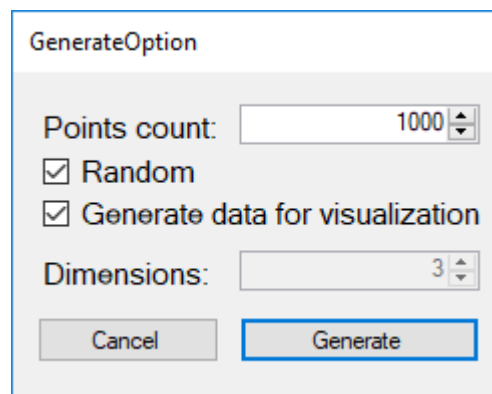 GenerateOption
Points count: 1000
Random
Generate data for visualization
Dimensions: 3
Cancel Generate